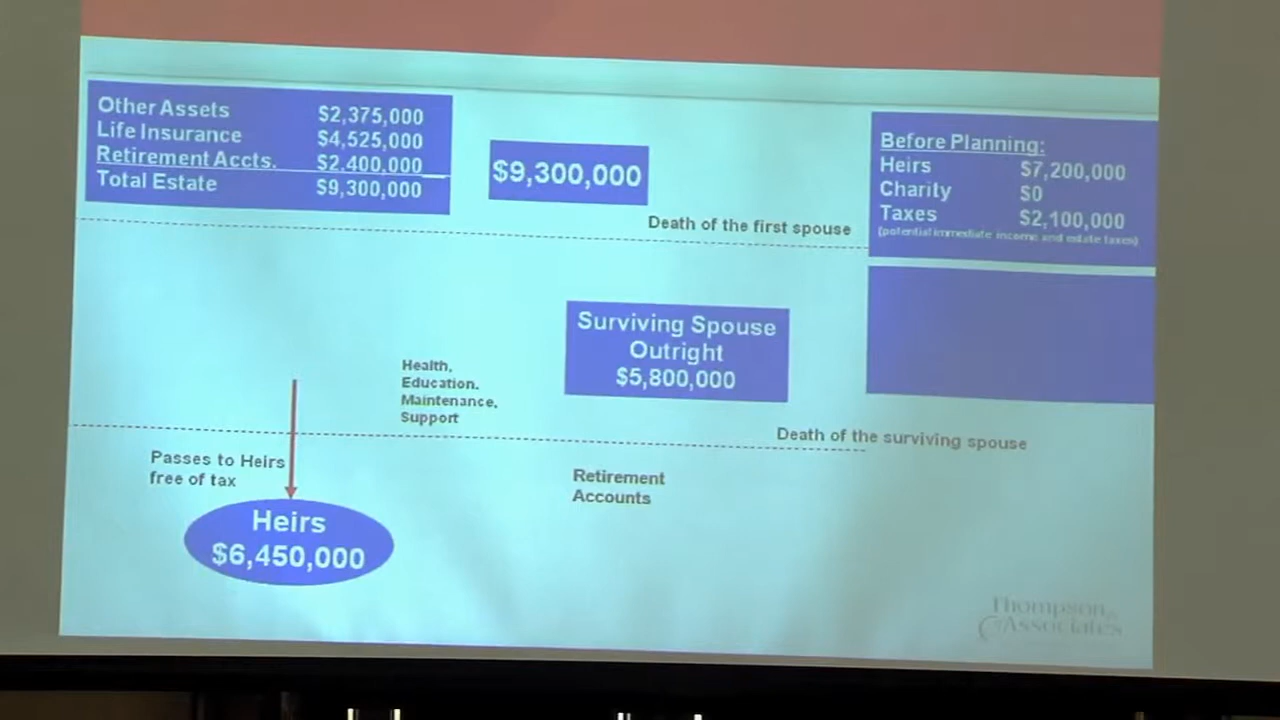 Other Assets $2,375,000
Life Insurance $4,525,000
Retirement Accts. $2,400,000
Total Estate $9,300,000
$9,300,000
Before Planning:
Heirs $7,200,000
Charity $0
Taxes $2,100,000
(potential immediate income and estate taxes)
Death of the first spouse
Surviving Spouse
Outright
$5,800,000
Health,
Education,
Maintenance,
Support
Death of the surviving spouse
Passes to Heirs
free of tax
Retirement
Accounts
Heirs
$6,450,000
Thompson
& Associates